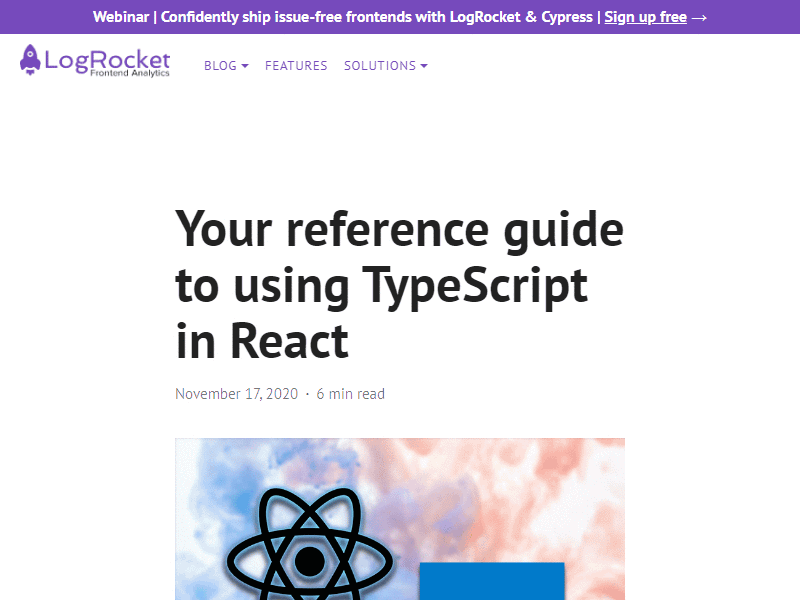 Webinar | Confidently ship issue-free frontends with LogRocket & Cypress | Sign up free →
LogRocket
Frontend Analytics
BLOG FEATURES SOLUTIONS
Your reference guide
to using TypeScript
in React
November 17, 2020 · 6 min read